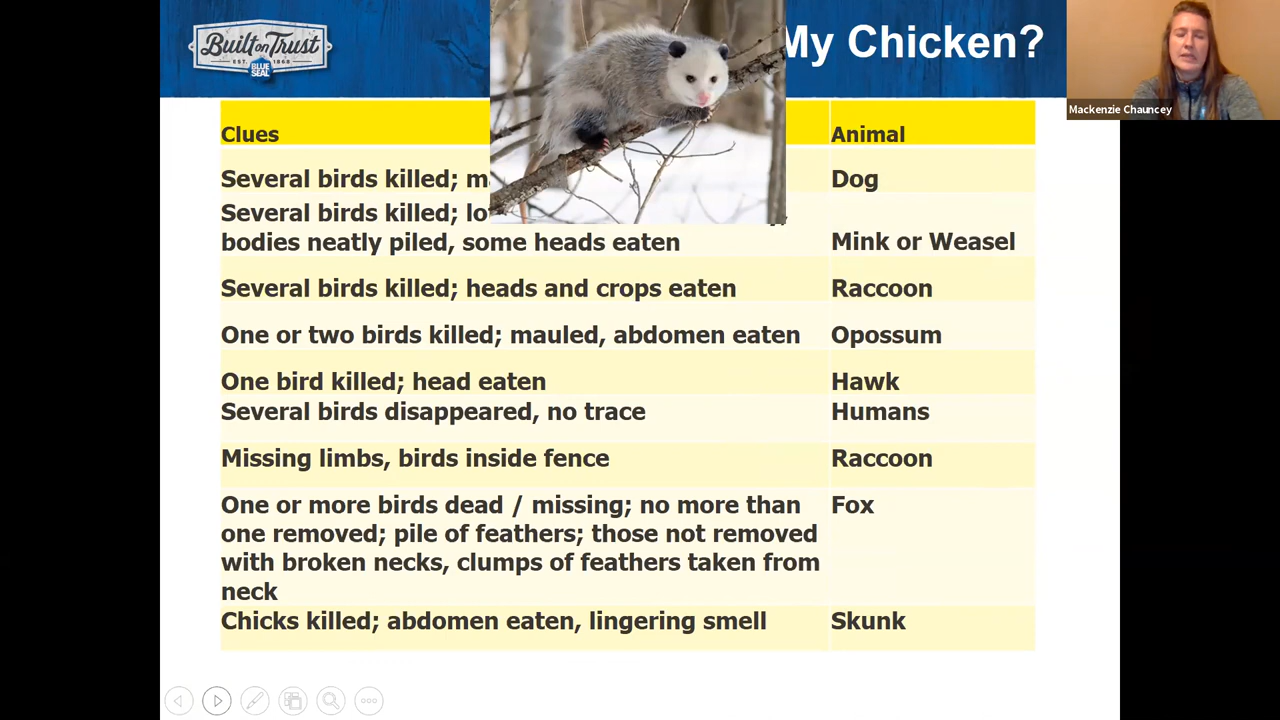 Built on Trust
EST. 1868
BLUE SEAL
My Chicken?
Mackenzie Chauncey
Clues
Animal
Several birds killed;
Dog
Several birds killed;
bodies neatly piled, some heads eaten
Mink or Weasel
Several birds killed; heads and crops eaten
Raccoon
One or two birds killed; mauled, abdomen eaten
Opossum
One bird killed; head eaten
Hawk
Several birds disappeared, no trace
Humans
Missing limbs, birds inside fence
Raccoon
One or more birds dead / missing; no more than
Fox
one removed; pile of feathers; those not removed
with broken necks, clumps of feathers taken from
neck
Chicks killed; abdomen eaten, lingering smell
Skunk